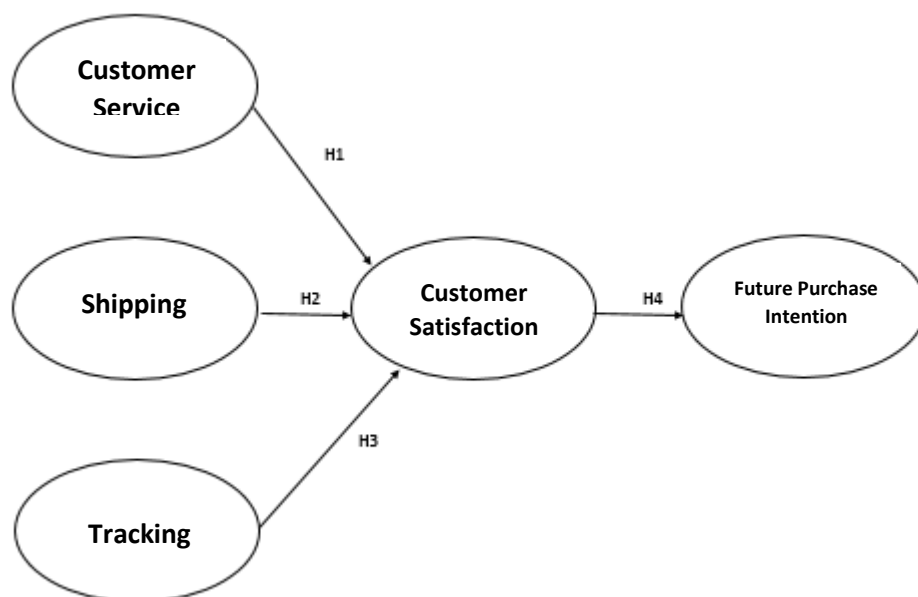 Customer
Service
H1
Shipping
H2
Customer
Satisfaction
H4
Future Purchase
Intention
H3
Tracking